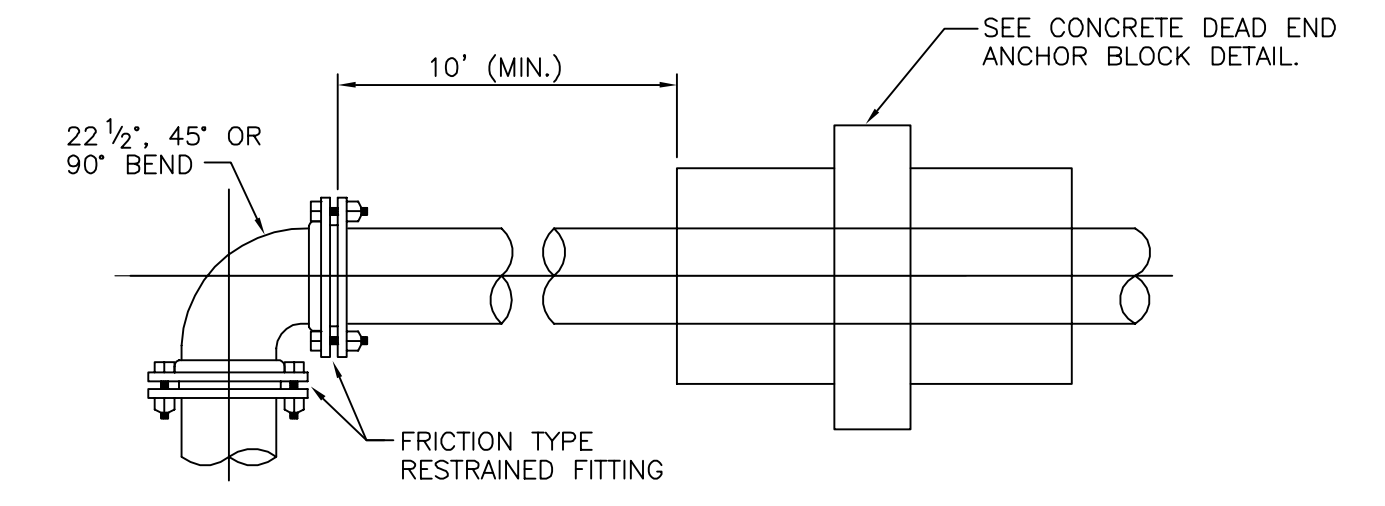 SEE CONCRETE DEAD END
ANCHOR BLOCK DETAIL.
10' (MIN.)
22 ½°, 45° OR
90° BEND
FRICTION TYPE
RESTRAINED FITTING